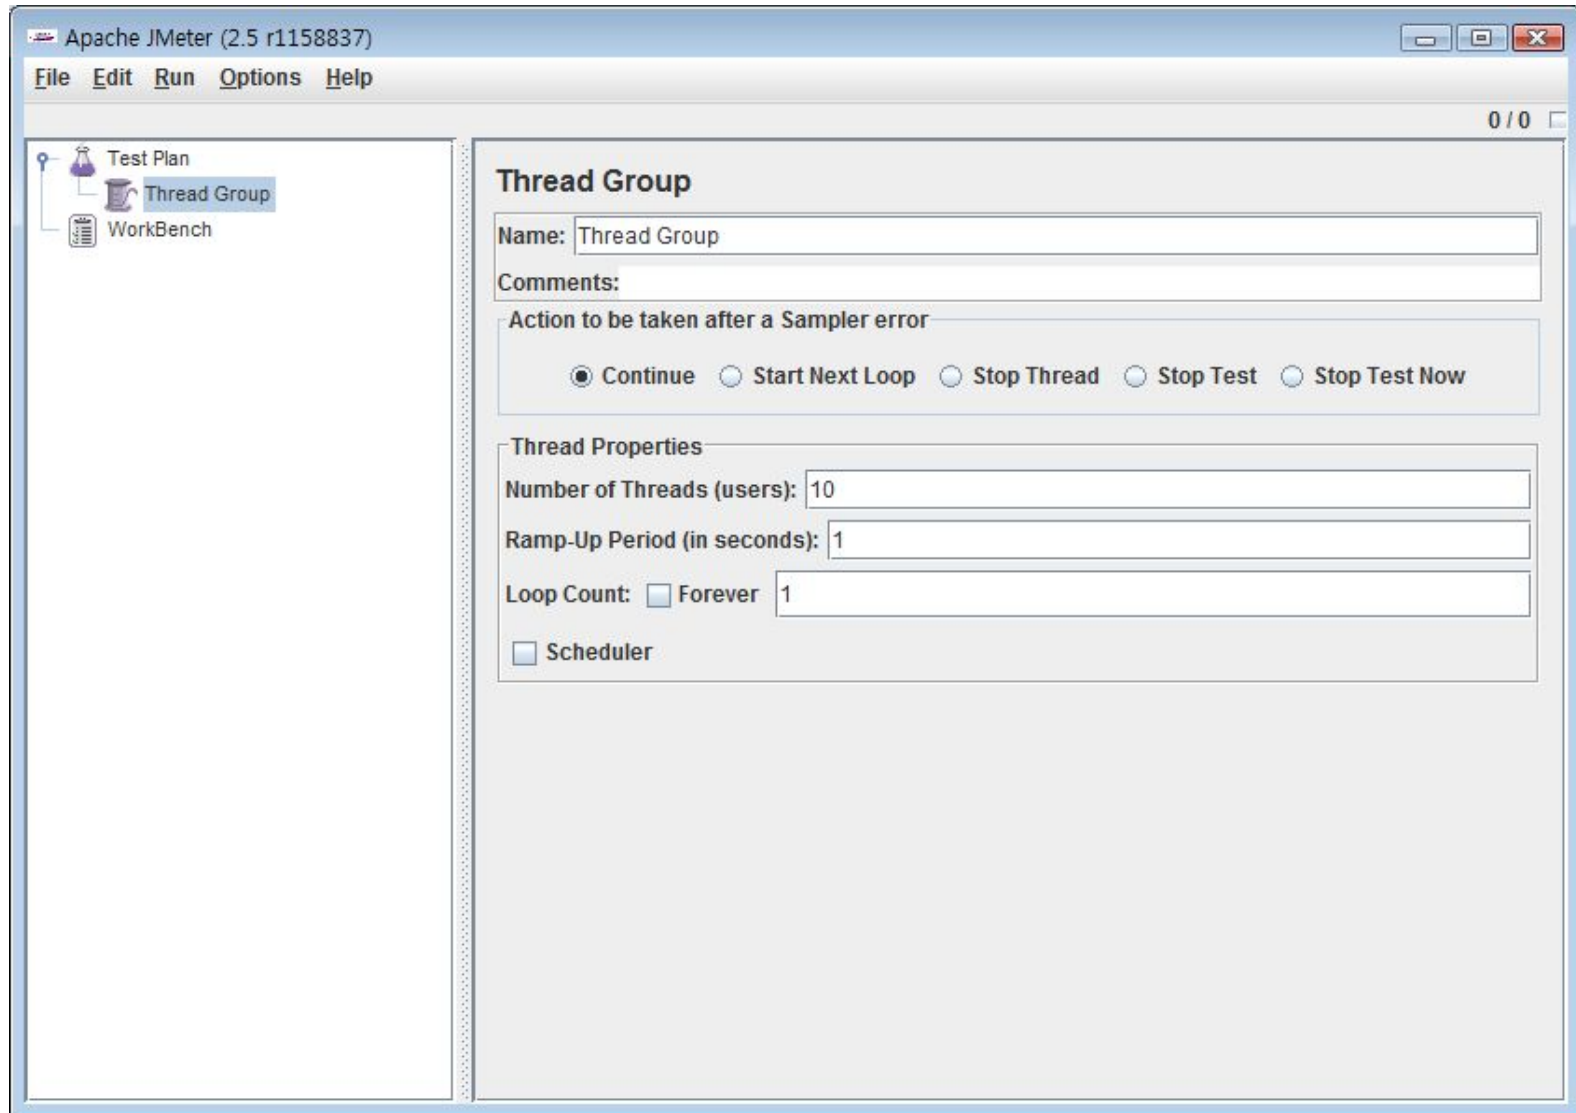 Apache JMeter (2.5 r1158837)
File Edit Run Options Help
0 / 0
Test Plan
Thread Group
WorkBench
Thread Group
Name: Thread Group
Comments:
Action to be taken after a Sampler error
Continue Start Next Loop Stop Thread Stop Test Stop Test Now
Thread Properties
Number of Threads (users): 10
Ramp-Up Period (in seconds): 1
Loop Count: Forever 1
Scheduler